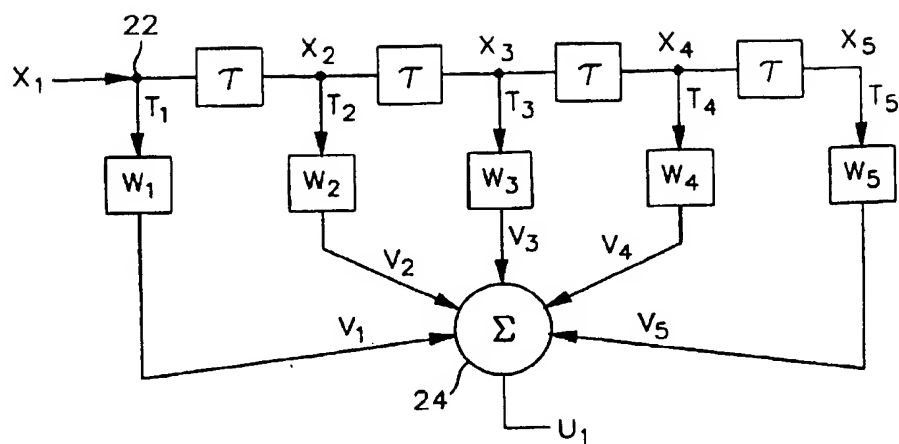 22
X₁ τ X₂ τ X₃ τ X₄ τ X₅
T₁ T₂ T₃ T₄ T₅
W₁ W₂ W₃ W₄ W₅
V₂ V₃ V₄
V₁ Σ V₅
24
U₁